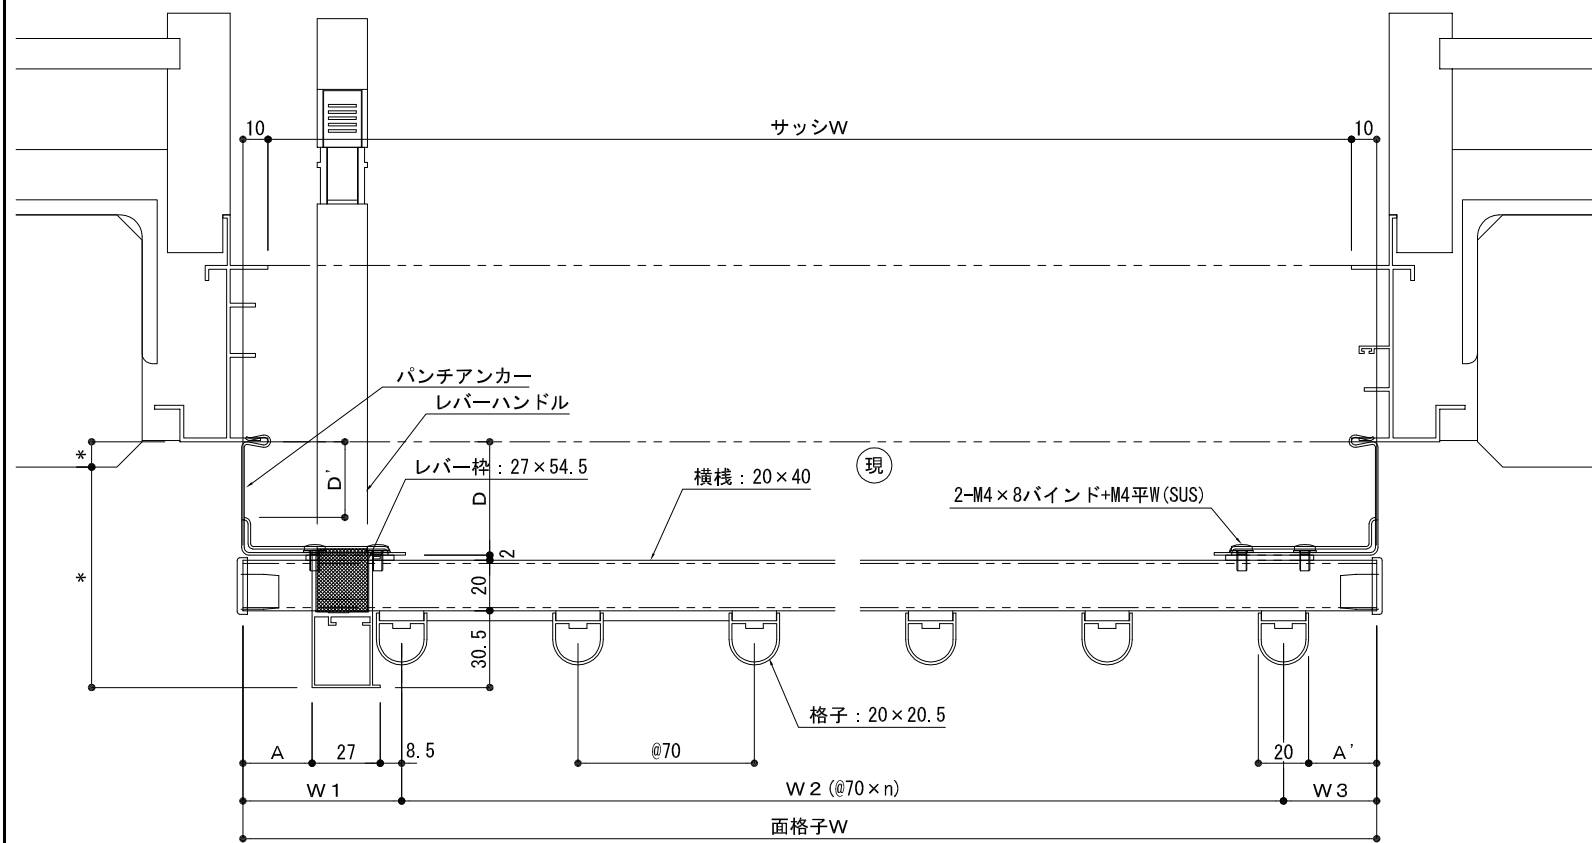 10
サッシW
10
パンチアンカー
レバーハンドル
*
D'
レバー枠：27×54.5
D
横桟：20×40
現
2-M4×8バインド+M4平W(SUS)
2
*
20
30.5
格子：20×20.5
A
27
8.5
@70
20
A'
W1
W2(@70×n)
W3
面格子W